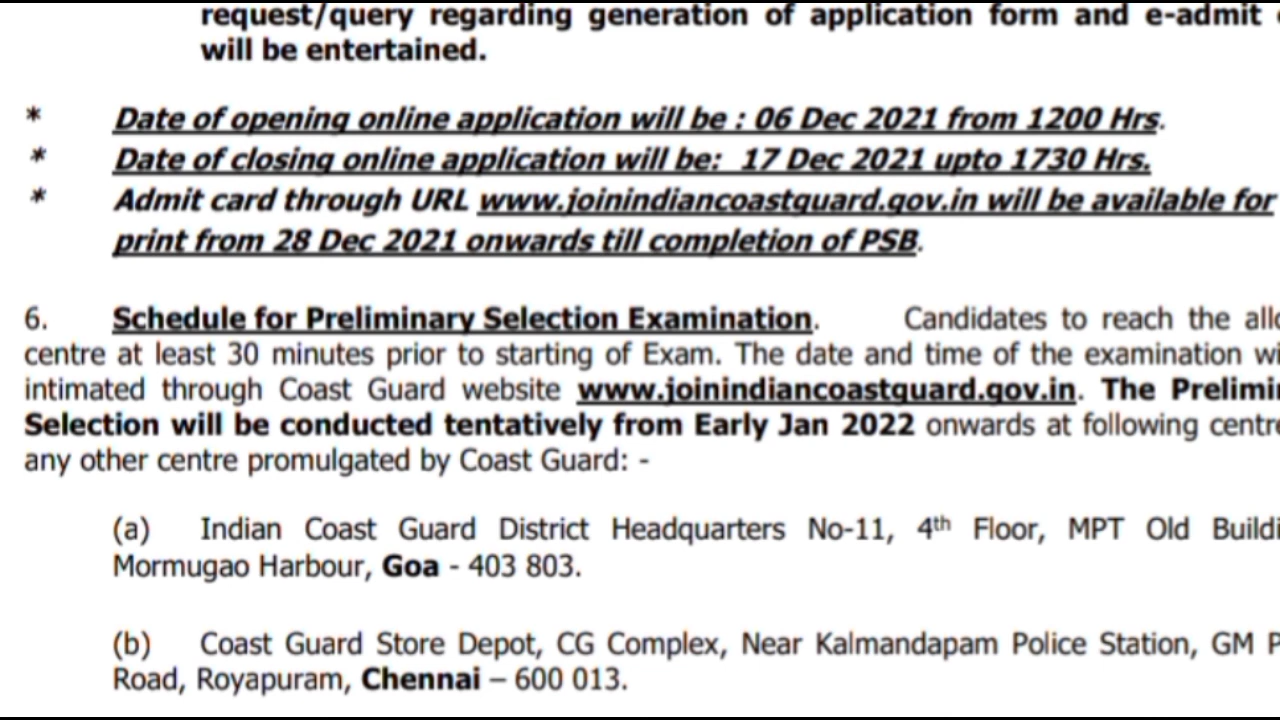 request/query regarding generation of application form and e-admit
will be entertained.
* Date of opening online application will be : 06 Dec 2021 from 1200 Hrs.
* Date of closing online application will be: 17 Dec 2021 upto 1730 Hrs.
* Admit card through URL www.joinindiancoastguard.gov.in will be available for
print from 28 Dec 2021 onwards till completion of PSB.
6. Schedule for Preliminary Selection Examination. Candidates to reach the
centre at least 30 minutes prior to starting of Exam. The date and time of the examination
intimated through Coast Guard website www.joinindiancoastguard.gov.in. The
Selection will be conducted tentatively from Early Jan 2022 onwards at following
any other centre promulgated by Coast Guard: -
(a) Indian Coast Guard District Headquarters No-11, 4th Floor, MPT Old
Mormugao Harbour, Goa - 403 803.
(b) Coast Guard Store Depot, CG Complex, Near Kalmandapam Police Station, GM
Road, Royapuram, Chennai – 600 013.